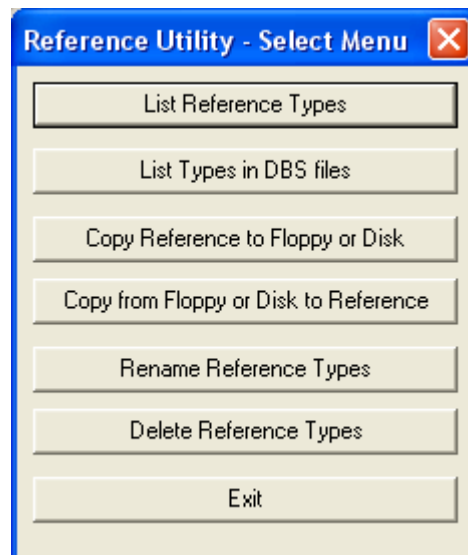 Reference Utility - Select Menu
List Reference Types
List Types in DBS files
Copy Reference to Floppy or Disk
Copy from Floppy or Disk to Reference
Rename Reference Types
Delete Reference Types
Exit